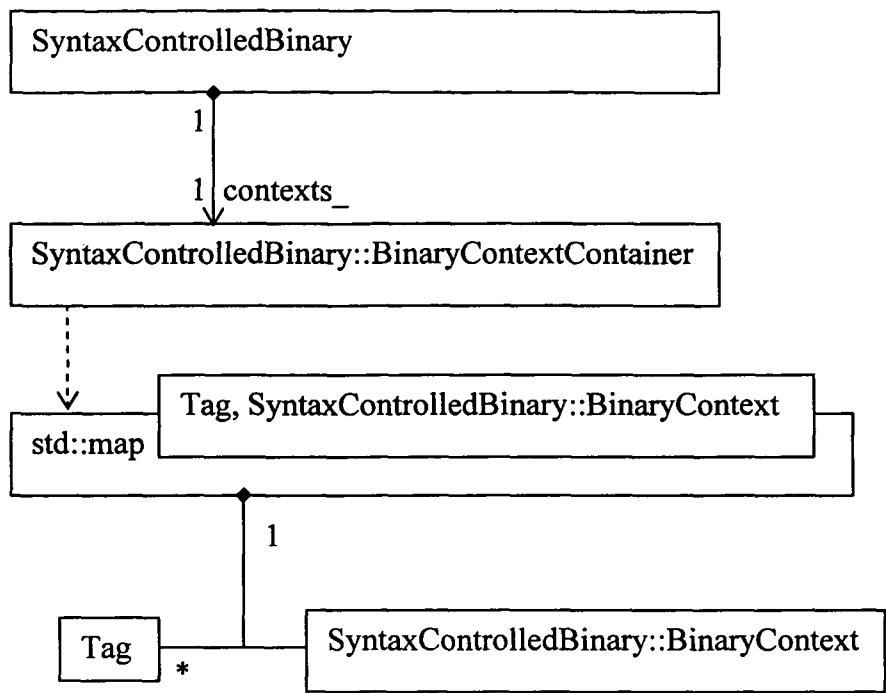 SyntaxControlledBinary
1
1 contexts_
SyntaxControlledBinary::BinaryContextContainer
Tag, SyntaxControlledBinary::BinaryContext
std::map
1
Tag
*
SyntaxControlledBinary::BinaryContext